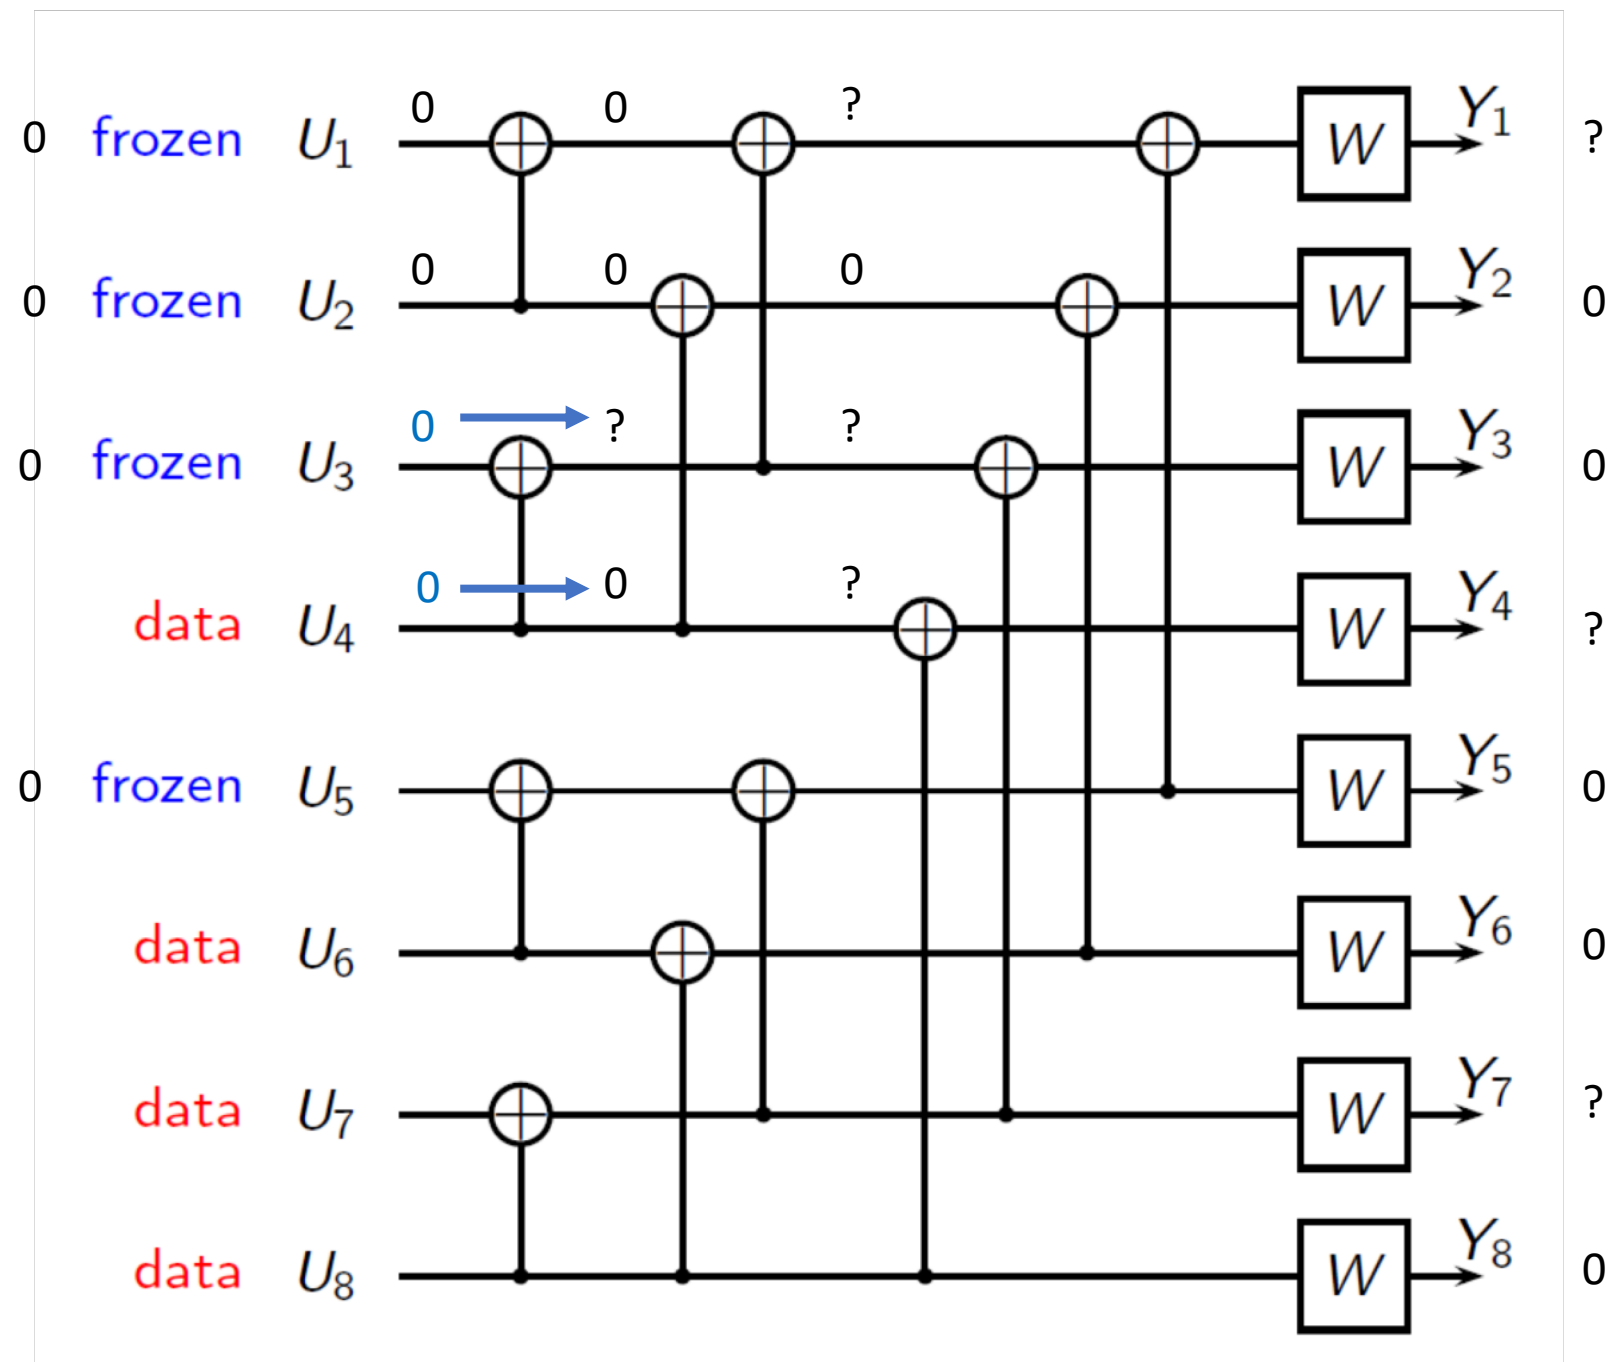 0 0 ?
0 frozen U1 W Y1 ?
0 0 0
0 frozen U2 W Y2 0
0 ? ?
0 frozen U3 W Y3 0
0 0 ?
data U4 W Y4 ?
0 frozen U5 W Y5 0
data U6 W Y6 0
data U7 W Y7 ?
data U8 W Y8 0